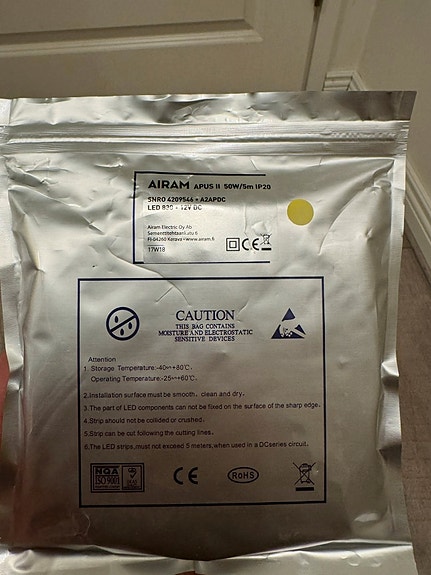 AIRAM APUS II 50W/5m IP20
SNRO 4209546 • A2APDC
LED 830 • 12V DC
Airam Electric Oy Ab
Sementtitehtaankatu 6
FI-04260 Kerava • www.airam.fi
17W18
CE
CAUTION
THIS BAG CONTAINS
MOISTURE AND ELECTROSTATIC
SENSITIVE DEVICES
Attention
1. Storage Temperature:-40∽+80℃.
Operating Temperature:-25∽+60℃.
2.Installation surface must be smooth, clean and dry.
3.The part of LED components can not be fixed on the surface of the sharp edge.
4.Strip should not be collided or crushed.
5.Strip can be cut following the cutting lines.
6.The LED strips, must not exceed 5 meters,when used in a DCseries circuit.
NQA
ISO 9001
CE
RoHS